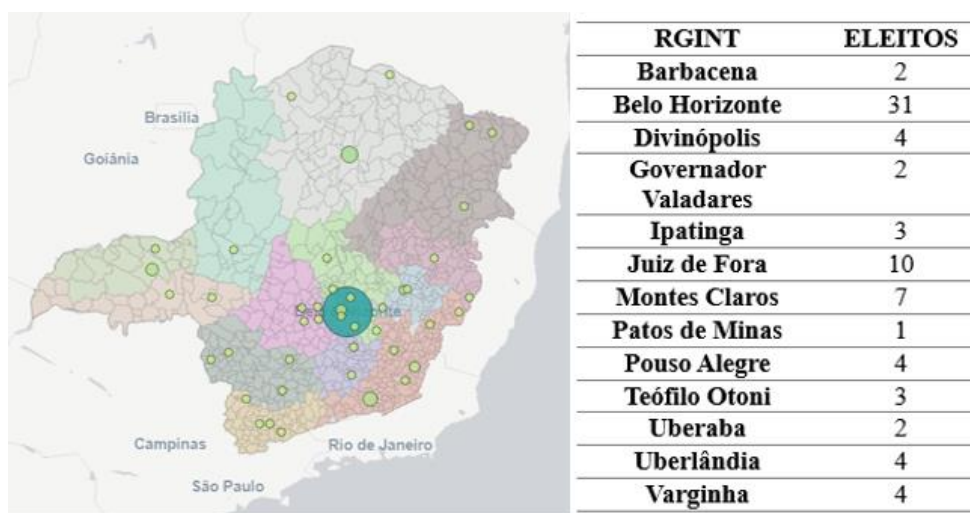 Brasília
Goiânia
Campinas
Rio de Janeiro
São Paulo
RGINT ELEITOS
Barbacena 2
Belo Horizonte 31
Divinópolis 4
Governador 2
Valadares
Ipatinga 3
Juiz de Fora 10
Montes Claros 7
Patos de Minas 1
Pouso Alegre 4
Teófilo Otoni 3
Uberaba 2
Uberlândia 4
Varginha 4